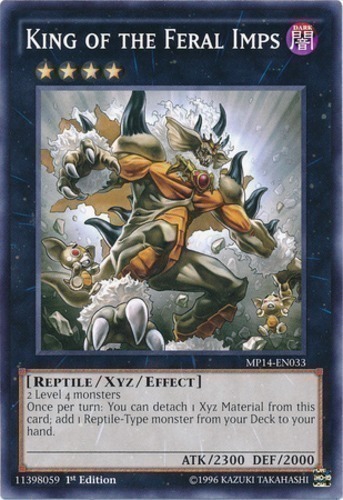 KING OF THE FERAL IMPS
DARK
闇
MP14-EN033
[REPTILE/XYZ/EFFECT]
2 Level 4 monsters
Once per turn: You can detach 1 Xyz Material from this
card; add 1 Reptile-Type monster from your Deck to your
hand.
ATK/2300 DEF/2000
11398059 1st Edition ©1996 KAZUKI TAKAHASHI